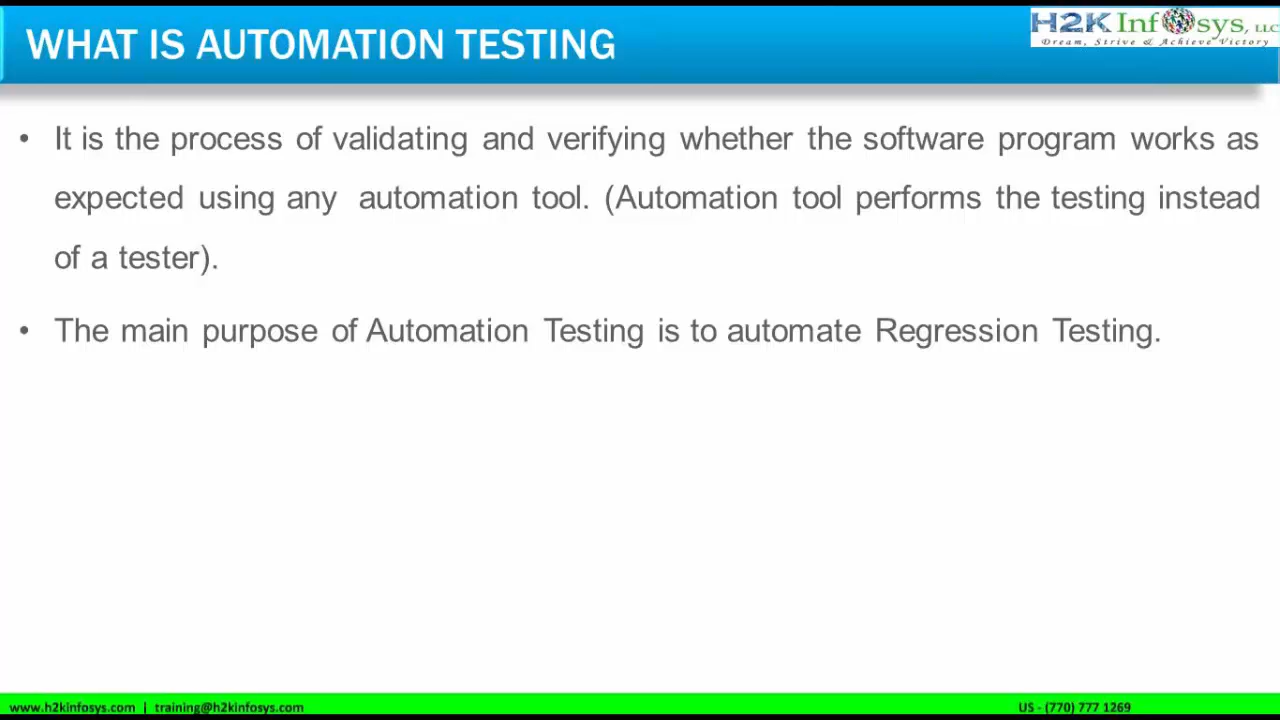 WHAT IS AUTOMATION TESTING
H2K Infosys, LLC
Dream, Strive & Achieve Victory
• It is the process of validating and verifying whether the software program works as
expected using any automation tool. (Automation tool performs the testing instead
of a tester).
• The main purpose of Automation Testing is to automate Regression Testing.
www.h2kinfosys.com | training@h2kinfosys.com
US - (770) 777 1269